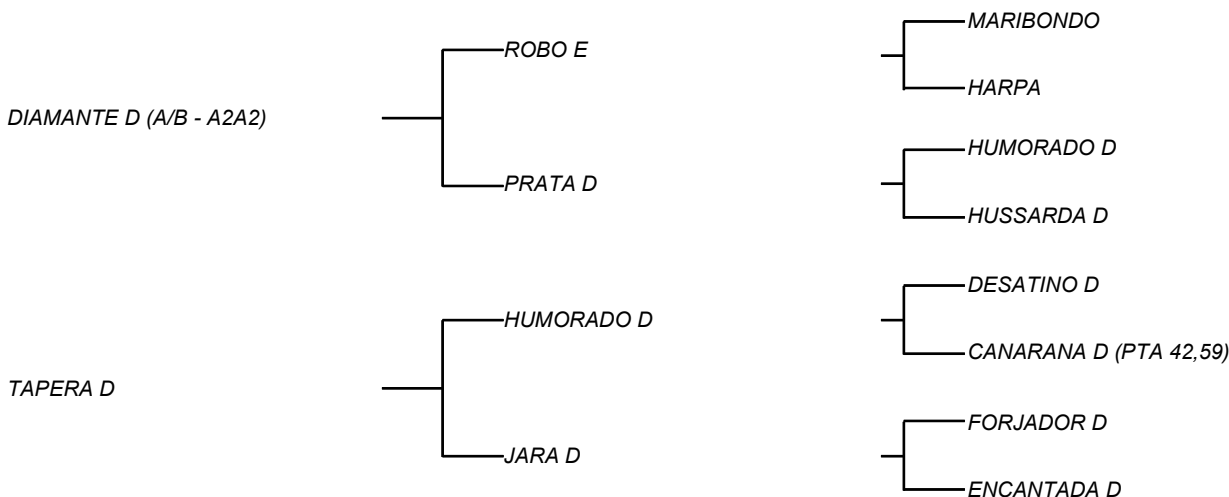 MARIBONDO
ROBO E
HARPA
DIAMANTE D (A/B - A2A2)
HUMORADO D
PRATA D
HUSSARDA D
DESATINO D
HUMORADO D
CANARANA D (PTA 42,59)
TAPERA D
FORJADOR D
JARA D
ENCANTADA D